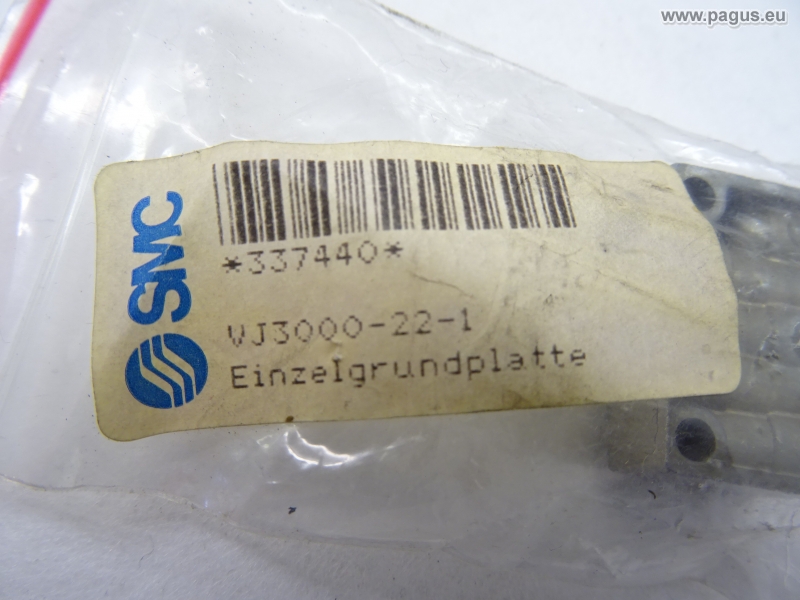 www.pagus.eu
SMC
*337440*
VJ3000-22-1
Einzelgrundplatte